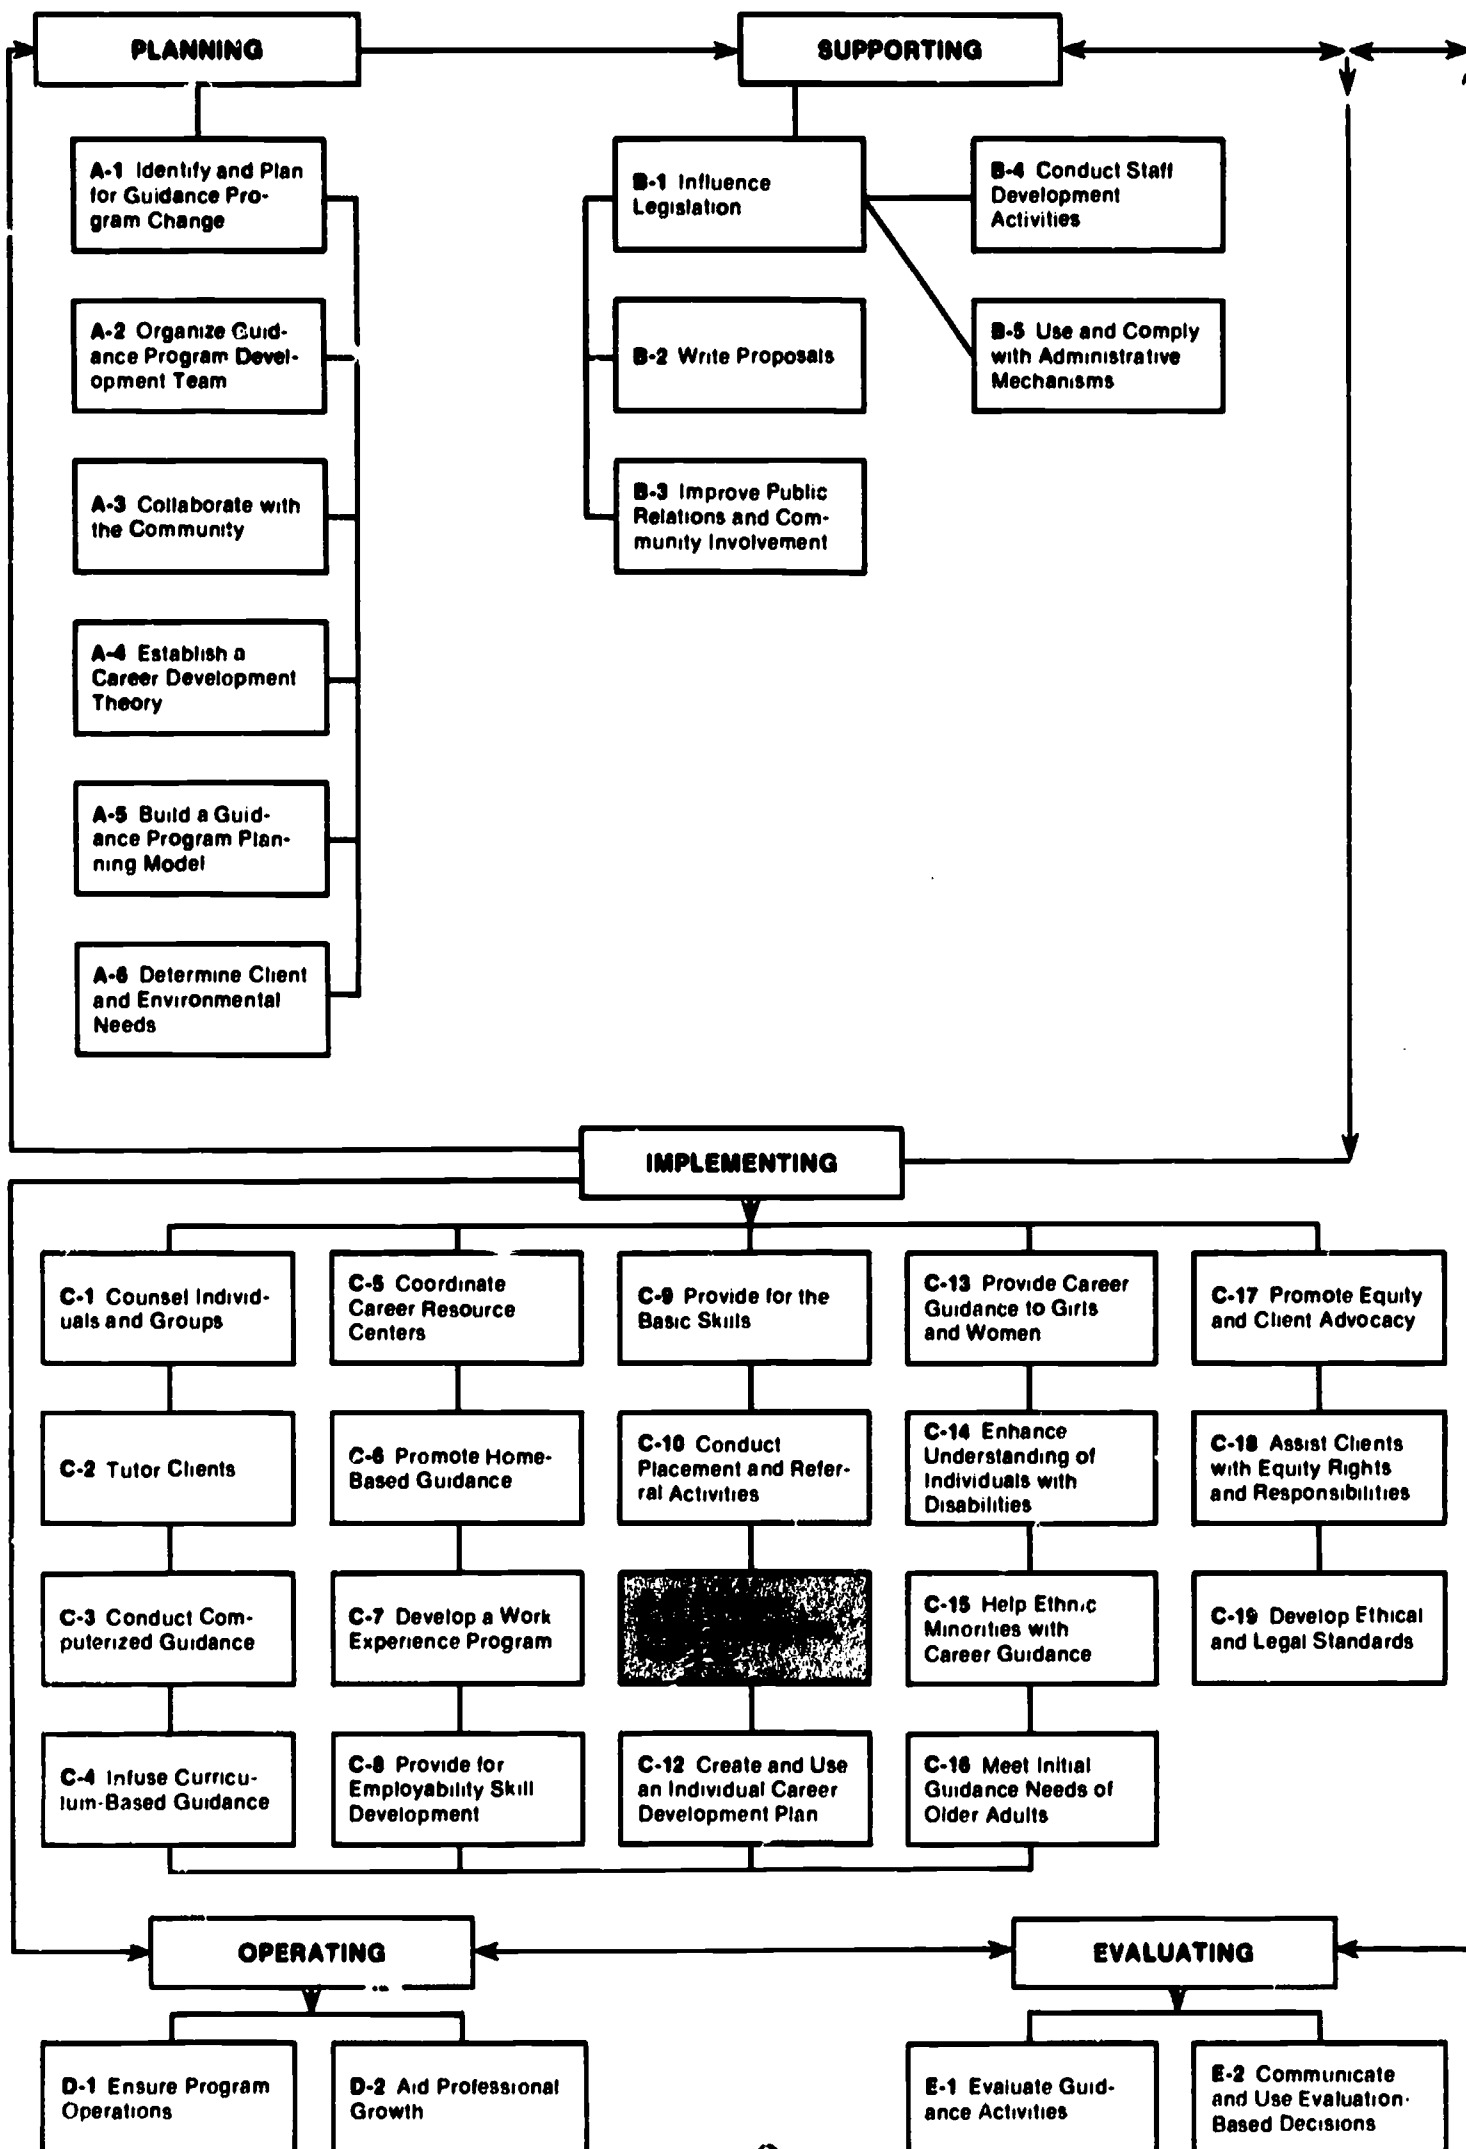 PLANNING
SUPPORTING
A-1 Identify and Plan
for Guidance Pro-
gram Change
A-2 Organize Guid-
ance Program Devel-
opment Team
A-3 Collaborate with
the Community
A-4 Establish a
Career Development
Theory
A-5 Build a Guid-
ance Program Plan-
ning Model
A-6 Determine Client
and Environmental
Needs
B-1 Influence
Legislation
B-2 Write Proposals
B-3 Improve Public
Relations and Com-
munity Involvement
B-4 Conduct Staff
Development
Activities
B-5 Use and Comply
with Administrative
Mechanisms
IMPLEMENTING
C-1 Counsel Individ-
uals and Groups
C-2 Tutor Clients
C-3 Conduct Com-
puterized Guidance
C-4 Infuse Curricu-
lum-Based Guidance
C-5 Coordinate
Career Resource
Centers
C-6 Promote Home-
Based Guidance
C-7 Develop a Work
Experience Program
C-8 Provide for
Employability Skill
Development
C-9 Provide for the
Basic Skills
C-10 Conduct
Placement and Refer-
ral Activities
C-12 Create and Use
an Individual Career
Development Plan
C-13 Provide Career
Guidance to Girls
and Women
C-14 Enhance
Understanding of
Individuals with
Disabilities
C-15 Help Ethnic
Minorities with
Career Guidance
C-16 Meet Initial
Guidance Needs of
Older Adults
C-17 Promote Equity
and Client Advocacy
C-18 Assist Clients
with Equity Rights
and Responsibilities
C-19 Develop Ethical
and Legal Standards
OPERATING
EVALUATING
D-1 Ensure Program
Operations
D-2 Aid Professional
Growth
E-1 Evaluate Guid-
ance Activities
E-2 Communicate
and Use Evaluation-
Based Decisions